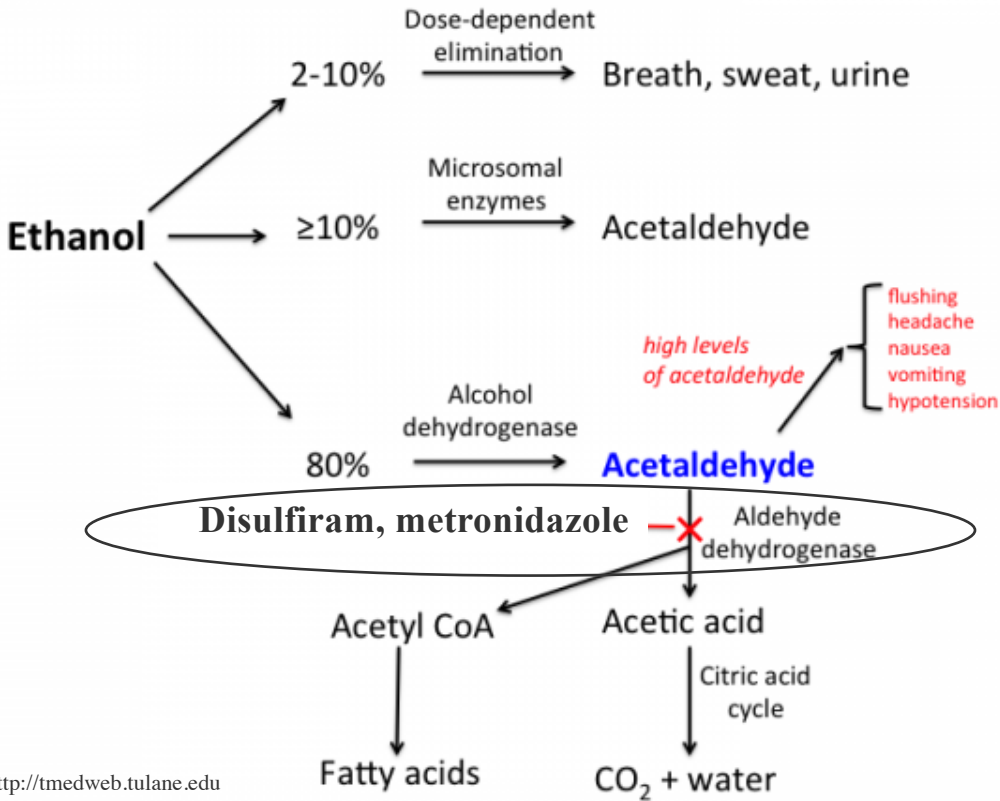 Dose-dependent
elimination
2-10%
Breath, sweat, urine
Microsomal
enzymes
Ethanol
≥10%
Acetaldehyde
flushing
headache
nausea
vomiting
hypotension
high levels
of acetaldehyde
Alcohol
dehydrogenase
80%
Acetaldehyde
Disulfiram, metronidazole
Aldehyde
dehydrogenase
Acetyl CoA
Acetic acid
Citric acid
cycle
Fatty acids
CO₂ + water
ttp://tmedweb.tulane.edu